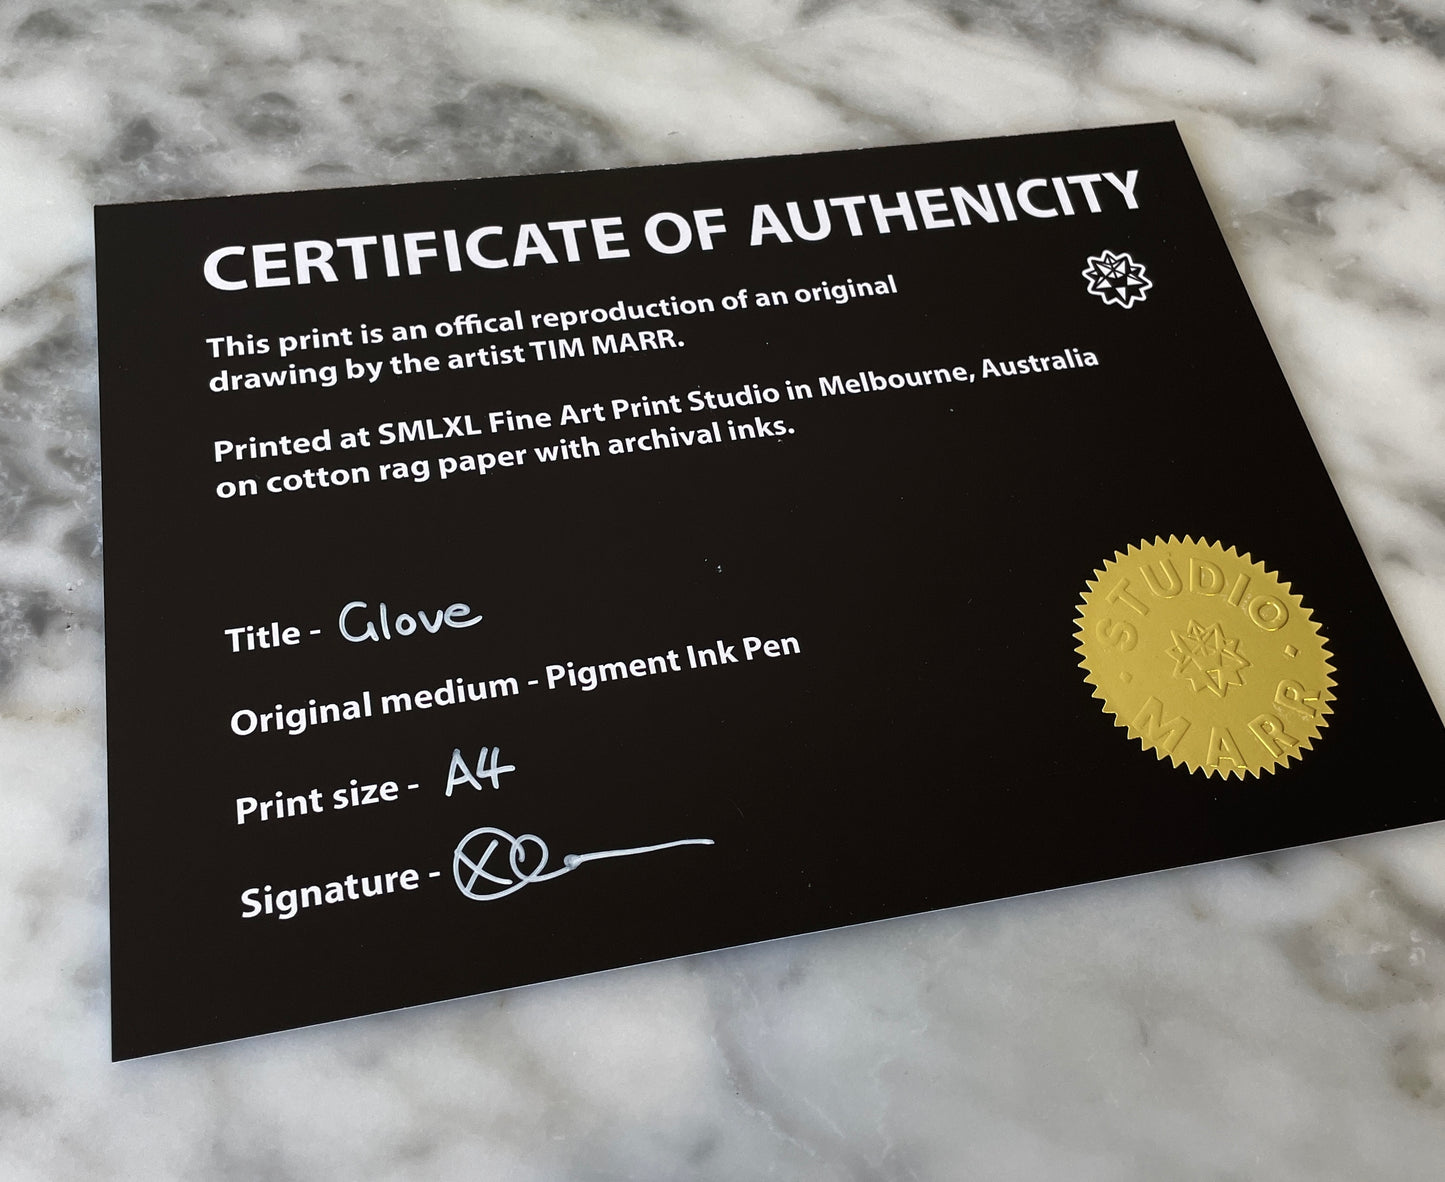 CERTIFICATE OF AUTHENICITY
This print is an offical reproduction of an original
drawing by the artist TIM MARR.
Printed at SMLXL Fine Art Print Studio in Melbourne, Australia
on cotton rag paper with archival inks.
Title - Glove
Original medium - Pigment Ink Pen
Print size - A4
Signature -
STUDIO
MARR